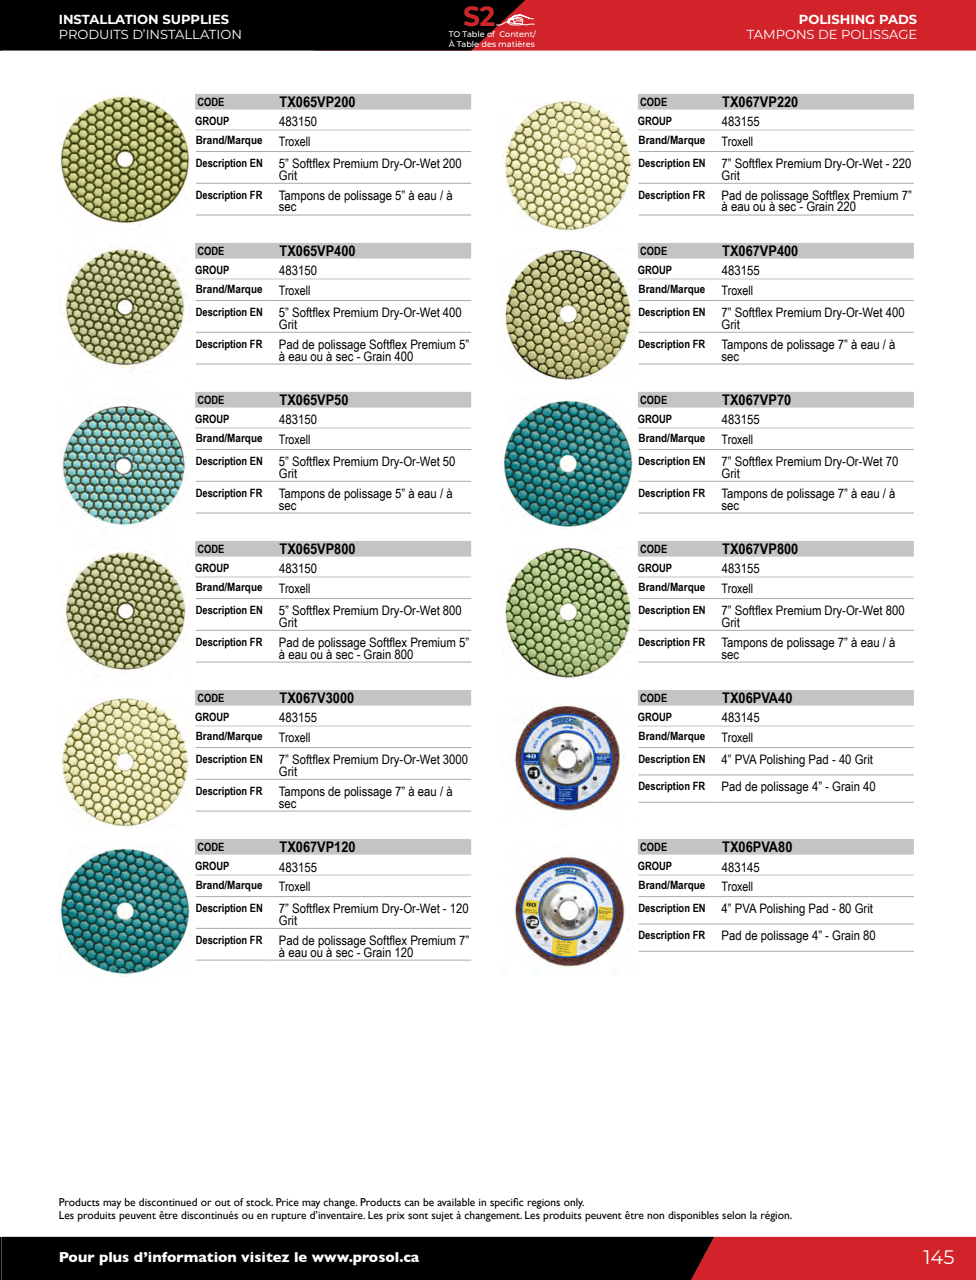 INSTALLATION SUPPLIES
PRODUITS D'INSTALLATION
S2
TO Table of Content/
À Table des matières
POLISHING PADS
TAMPONS DE POLISSAGE
CODE TX065VP200
GROUP 483150
Brand/Marque Troxell
Description EN 5” Softflex Premium Dry-Or-Wet 200
Grit
Description FR Tampons de polissage 5” à eau / à
sec
CODE TX065VP400
GROUP 483150
Brand/Marque Troxell
Description EN 5” Softflex Premium Dry-Or-Wet 400
Grit
Description FR Pad de polissage Softflex Premium 5”
à eau ou à sec - Grain 400
CODE TX065VP50
GROUP 483150
Brand/Marque Troxell
Description EN 5” Softflex Premium Dry-Or-Wet 50
Grit
Description FR Tampons de polissage 5” à eau / à
sec
CODE TX065VP800
GROUP 483150
Brand/Marque Troxell
Description EN 5” Softflex Premium Dry-Or-Wet 800
Grit
Description FR Pad de polissage Softflex Premium 5”
à eau ou à sec - Grain 800
CODE TX067V3000
GROUP 483155
Brand/Marque Troxell
Description EN 7” Softflex Premium Dry-Or-Wet 3000
Grit
Description FR Tampons de polissage 7” à eau / à
sec
CODE TX067VP120
GROUP 483155
Brand/Marque Troxell
Description EN 7” Softflex Premium Dry-Or-Wet - 120
Grit
Description FR Pad de polissage Softflex Premium 7”
à eau ou à sec - Grain 120
CODE TX067VP220
GROUP 483155
Brand/Marque Troxell
Description EN 7” Softflex Premium Dry-Or-Wet - 220
Grit
Description FR Pad de polissage Softflex Premium 7”
à eau ou à sec - Grain 220
CODE TX067VP400
GROUP 483155
Brand/Marque Troxell
Description EN 7” Softflex Premium Dry-Or-Wet 400
Grit
Description FR Tampons de polissage 7” à eau / à
sec
CODE TX067VP70
GROUP 483155
Brand/Marque Troxell
Description EN 7” Softflex Premium Dry-Or-Wet 70
Grit
Description FR Tampons de polissage 7” à eau / à
sec
CODE TX067VP800
GROUP 483155
Brand/Marque Troxell
Description EN 7” Softflex Premium Dry-Or-Wet 800
Grit
Description FR Tampons de polissage 7” à eau / à
sec
40
#1
CODE TX06PVA40
GROUP 483145
Brand/Marque Troxell
Description EN 4” PVA Polishing Pad - 40 Grit
Description FR Pad de polissage 4” - Grain 40
80
#2
CODE TX06PVA80
GROUP 483145
Brand/Marque Troxell
Description EN 4” PVA Polishing Pad - 80 Grit
Description FR Pad de polissage 4” - Grain 80
Products may be discontinued or out of stock. Price may change. Products can be available in specific regions only.
Les produits peuvent être discontinués ou en rupture d'inventaire. Les prix sont sujet à changement. Les produits peuvent être non disponibles selon la région.
Pour plus d'information visitez le www.prosol.ca
145